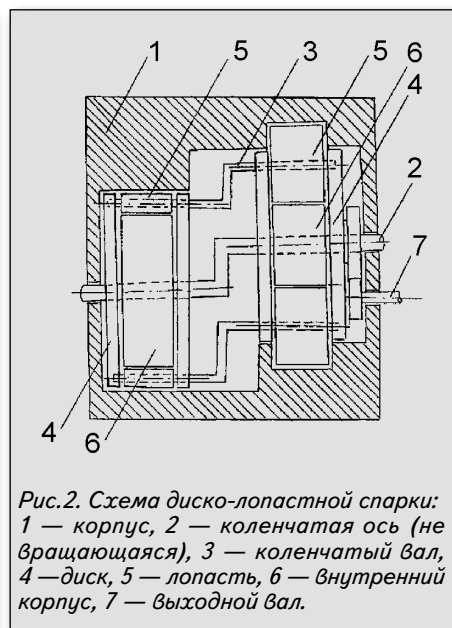 1 5 3 5 6 4
2
7
4 6
Рис.2. Схема диско-лопастной спарки:
1 — корпус, 2 — коленчатая ось (не
вращающаяся), 3 — коленчатый вал,
4 —диск, 5 — лопасть, 6 — внутренний
корпус, 7 — выходной вал.